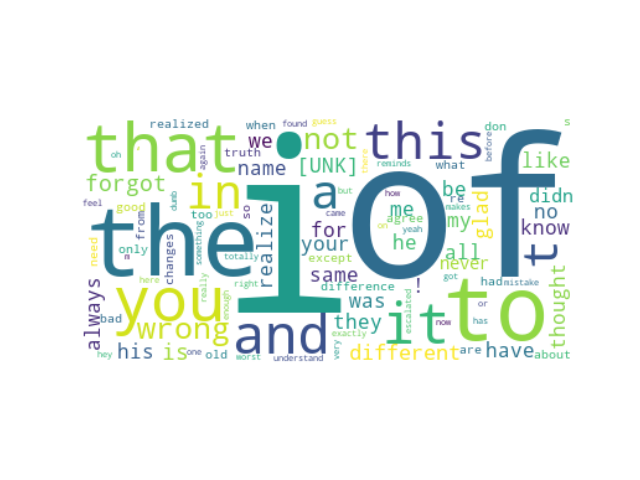 realized when found guess don s
oh again truth we not this before
that name [UNK] there reminds what like
forgot in i of be didn
feel good dumb too just so a but how re no
need the from realize for came me agree my glad know
only m changes something your he on yeah makes all t
here totally same except never thought
always you really right difference was ! got had mistake
wrong enough they it escalated now or to
bad and has
his is one old worst exactly different are have about
hey understand very